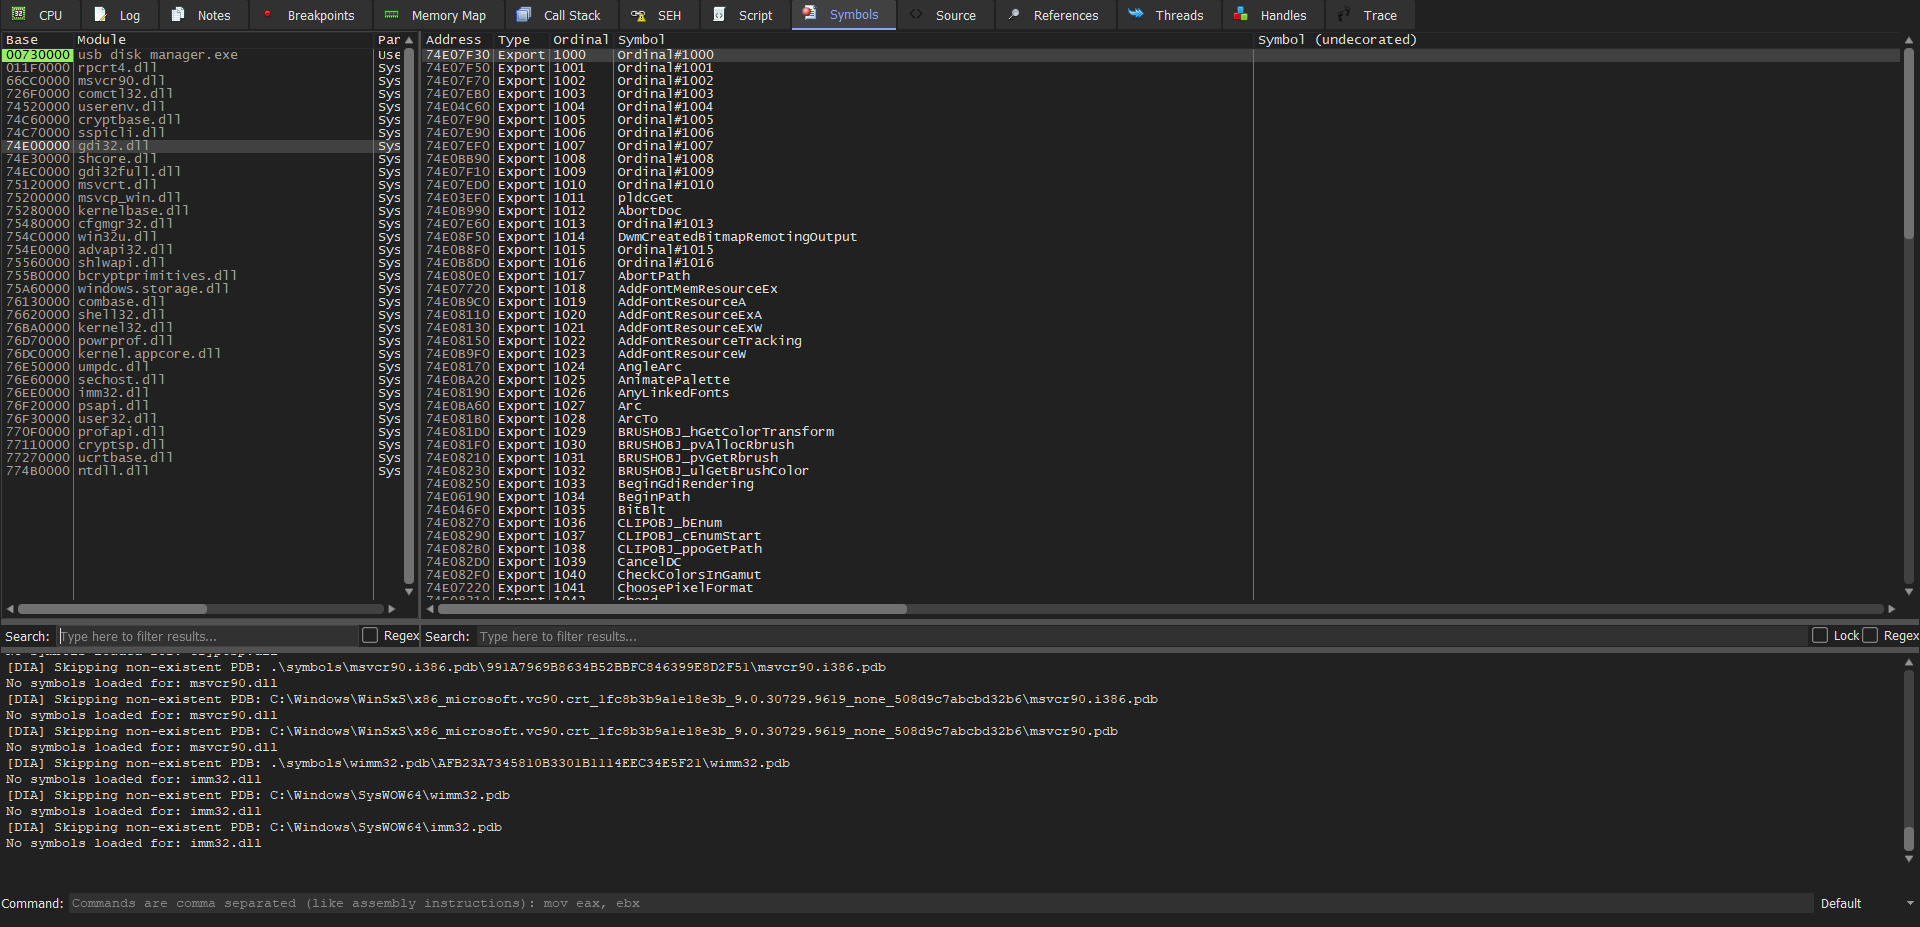 CPU Log Notes Breakpoints Memory Map Call Stack SEH Script Symbols Source References Threads Handles Trace
Base Module Par
00730000 usb disk manager.exe Use
011F0000 rpcrt4.dll Sys
66CC0000 msvcr90.dll Sys
726F0000 comctl32.dll Sys
74520000 userenv.dll Sys
74C60000 cryptbase.dll Sys
74C70000 sspicli.dll Sys
74E00000 gdi32.dll Sys
74E30000 shcore.dll Sys
74EC0000 gdi32full.dll Sys
75120000 msvcrt.dll Sys
75200000 msvcp_win.dll Sys
75280000 kernelbase.dll Sys
75480000 cfgmgr32.dll Sys
754C0000 win32u.dll Sys
754E0000 advapi32.dll Sys
75560000 shlwapi.dll Sys
755B0000 bcryptprimitives.dll Sys
75A60000 windows.storage.dll Sys
76130000 combase.dll Sys
76620000 shell32.dll Sys
76BA0000 kernel32.dll Sys
76D70000 powrprof.dll Sys
76DC0000 kernel.appcore.dll Sys
76E50000 umpdc.dll Sys
76E60000 sechost.dll Sys
76EE0000 imm32.dll Sys
76F20000 psapi.dll Sys
76F30000 user32.dll Sys
770F0000 profapi.dll Sys
77110000 cryptsp.dll Sys
77270000 ucrtbase.dll Sys
774B0000 ntdll.dll Sys
Address Type Ordinal Symbol Symbol (undecorated)
74E07F30 Export 1000 Ordinal#1000
74E07F50 Export 1001 Ordinal#1001
74E07F70 Export 1002 Ordinal#1002
74E07EB0 Export 1003 Ordinal#1003
74E04C60 Export 1004 Ordinal#1004
74E07F90 Export 1005 Ordinal#1005
74E07E90 Export 1006 Ordinal#1006
74E07EF0 Export 1007 Ordinal#1007
74E0BB90 Export 1008 Ordinal#1008
74E07F10 Export 1009 Ordinal#1009
74E07ED0 Export 1010 Ordinal#1010
74E03EF0 Export 1011 pldcGet
74E0B990 Export 1012 AbortDoc
74E07E60 Export 1013 Ordinal#1013
74E08F50 Export 1014 DwmCreatedBitmapRemotingOutput
74E0B8F0 Export 1015 Ordinal#1015
74E0B8D0 Export 1016 Ordinal#1016
74E080E0 Export 1017 AbortPath
74E07720 Export 1018 AddFontMemResourceEx
74E0B9C0 Export 1019 AddFontResourceA
74E08110 Export 1020 AddFontResourceExA
74E08130 Export 1021 AddFontResourceExW
74E08150 Export 1022 AddFontResourceTracking
74E0B9F0 Export 1023 AddFontResourceW
74E08170 Export 1024 AngleArc
74E0BA20 Export 1025 AnimatePalette
74E08190 Export 1026 AnyLinkedFonts
74E0BA60 Export 1027 Arc
74E081B0 Export 1028 ArcTo
74E081D0 Export 1029 BRUSHOBJ_hGetColorTransform
74E081F0 Export 1030 BRUSHOBJ_pvAllocRbrush
74E08210 Export 1031 BRUSHOBJ_pvGetRbrush
74E08230 Export 1032 BRUSHOBJ_ulGetBrushColor
74E08250 Export 1033 BeginGdiRendering
74E06190 Export 1034 BeginPath
74E046F0 Export 1035 BitBlt
74E08270 Export 1036 CLIPOBJ_bEnum
74E08290 Export 1037 CLIPOBJ_cEnumStart
74E082B0 Export 1038 CLIPOBJ_ppoGetPath
74E082D0 Export 1039 CancelDC
74E082F0 Export 1040 CheckColorsInGamut
74E07220 Export 1041 ChoosePixelFormat
Search: Type here to filter results... Regex Search: Type here to filter results... Lock Regex
[DIA] Skipping non-existent PDB: .\symbols\msvcr90.i386.pdb\991A7969B8634B52BBFC846399E8D2F51\msvcr90.i386.pdb
No symbols loaded for: msvcr90.dll
[DIA] Skipping non-existent PDB: C:\Windows\WinSxS\x86_microsoft.vc90.crt_1fc8b3b9a1e18e3b_9.0.30729.9619_none_508d9c7abcbd32b6\msvcr90.i386.pdb
No symbols loaded for: msvcr90.dll
[DIA] Skipping non-existent PDB: C:\Windows\WinSxS\x86_microsoft.vc90.crt_1fc8b3b9a1e18e3b_9.0.30729.9619_none_508d9c7abcbd32b6\msvcr90.pdb
No symbols loaded for: msvcr90.dll
[DIA] Skipping non-existent PDB: .\symbols\wimm32.pdb\AFB23A7345810B3301B1114EEC34E5F21\wimm32.pdb
No symbols loaded for: imm32.dll
[DIA] Skipping non-existent PDB: C:\Windows\SysWOW64\wimm32.pdb
No symbols loaded for: imm32.dll
[DIA] Skipping non-existent PDB: C:\Windows\SysWOW64\imm32.pdb
No symbols loaded for: imm32.dll
Command: Commands are comma separated (like assembly instructions): mov eax, ebx Default